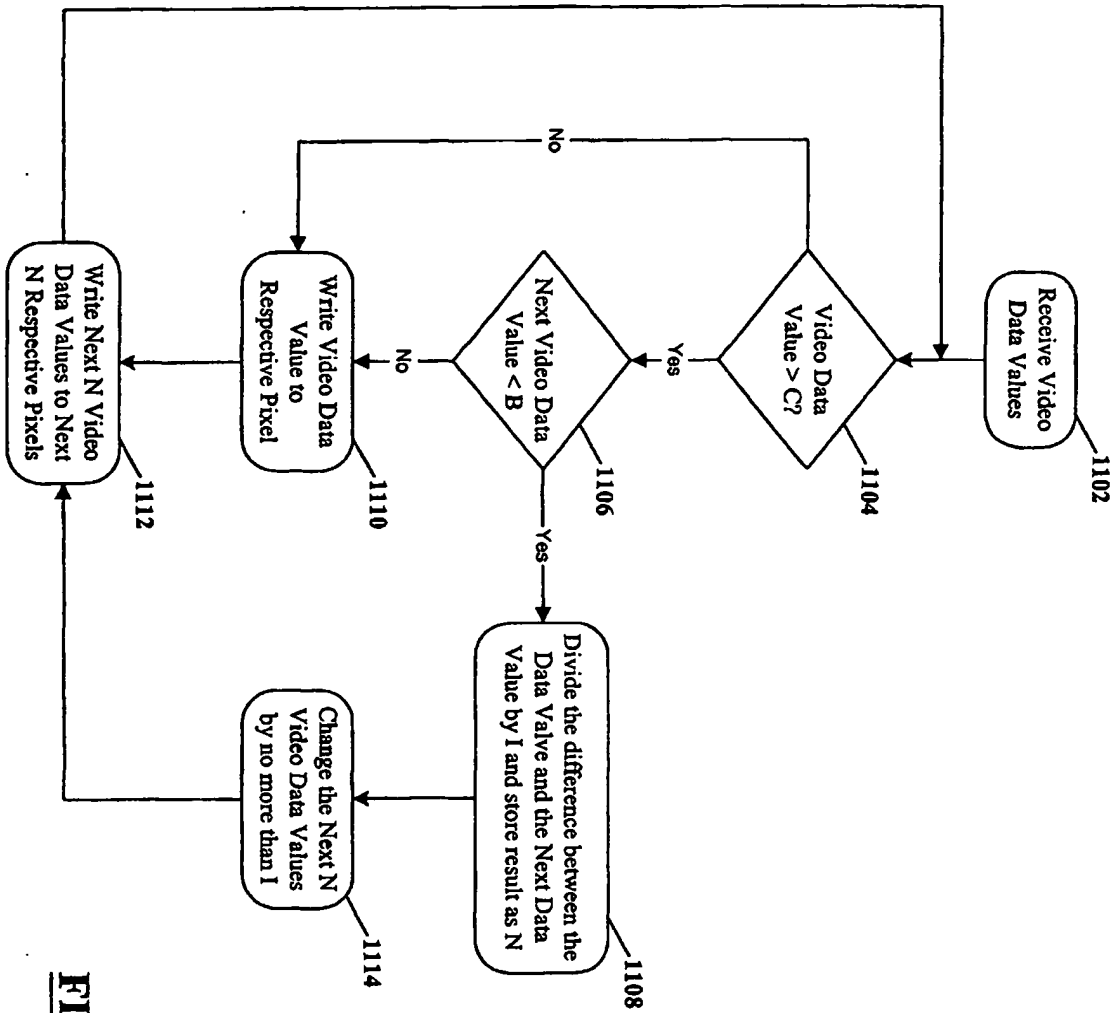 Receive Video
Data Values
1102
Video Data
Value > C?
1104
Yes
No
Next Video Data
Value < B
1106
No
Yes
Divide the difference between the
Data Valve and the Next Data
Value by I and store result as N
1108
Write Video Data
Value to
Respective Pixel
1110
Change the Next N
Video Data Values
by no more than I
1114
Write Next N Video
Data Values to Next
N Respective Pixels
1112